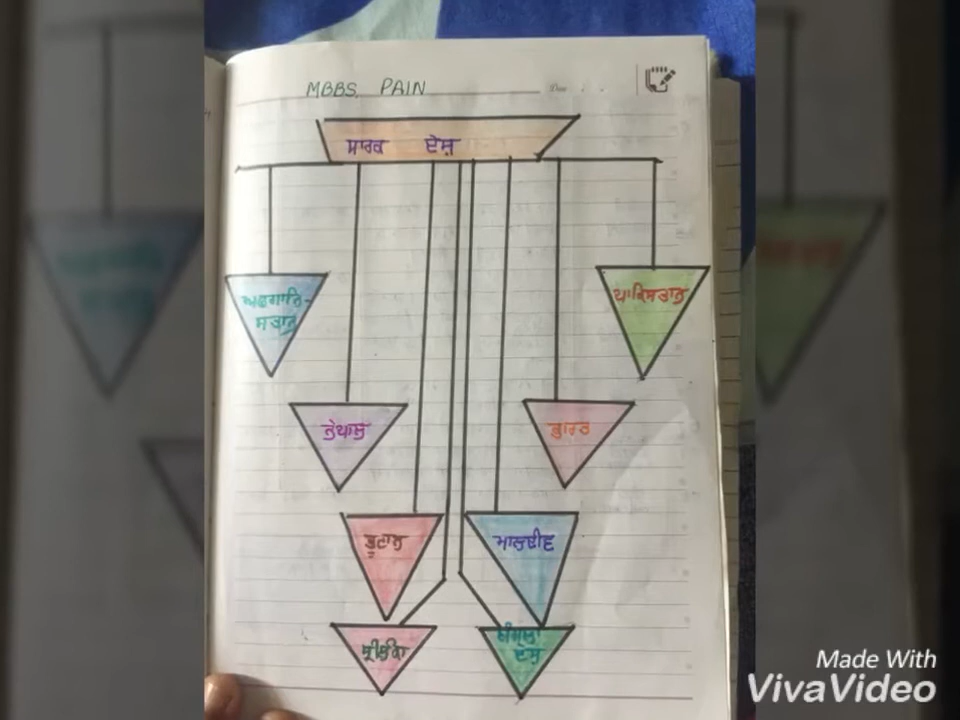 MBBS PAIN
ਸਾਰਕ ਦੇਸ਼
ਅਫਗਾਨਿ-
ਸਤਾਨ
ਪਾਕਿਸਤਾਨ
ਨੇਪਾਲ
ਭਾਰਤ
ਭੂਟਾਨ
ਮਾਲਦੀਵ
ਸ਼੍ਰੀਲੰਕਾ
ਬੰਗਲਾ
ਦੇਸ਼
Made With
VivaVideo